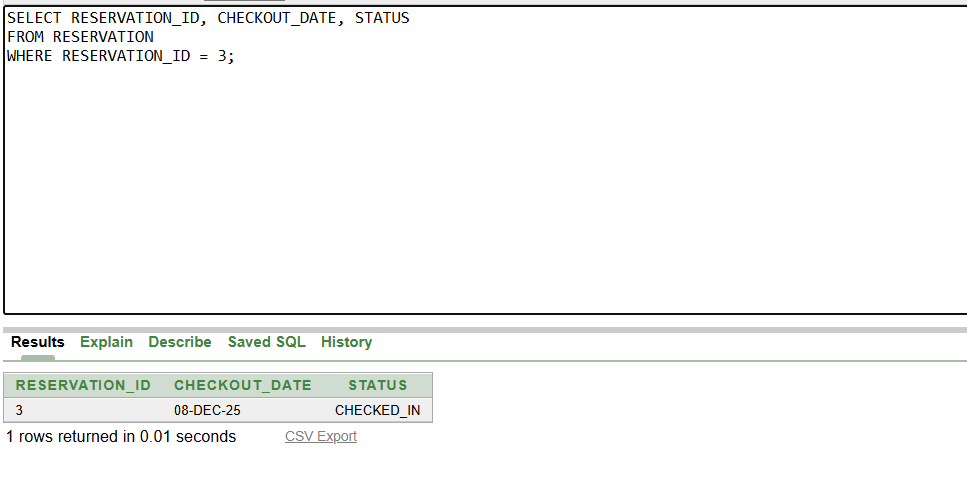 SELECT RESERVATION_ID, CHECKOUT_DATE, STATUS
FROM RESERVATION
WHERE RESERVATION_ID = 3;
Results Explain Describe Saved SQL History
RESERVATION_ID CHECKOUT_DATE STATUS
3 08-DEC-25 CHECKED_IN
1 rows returned in 0.01 seconds CSV Export